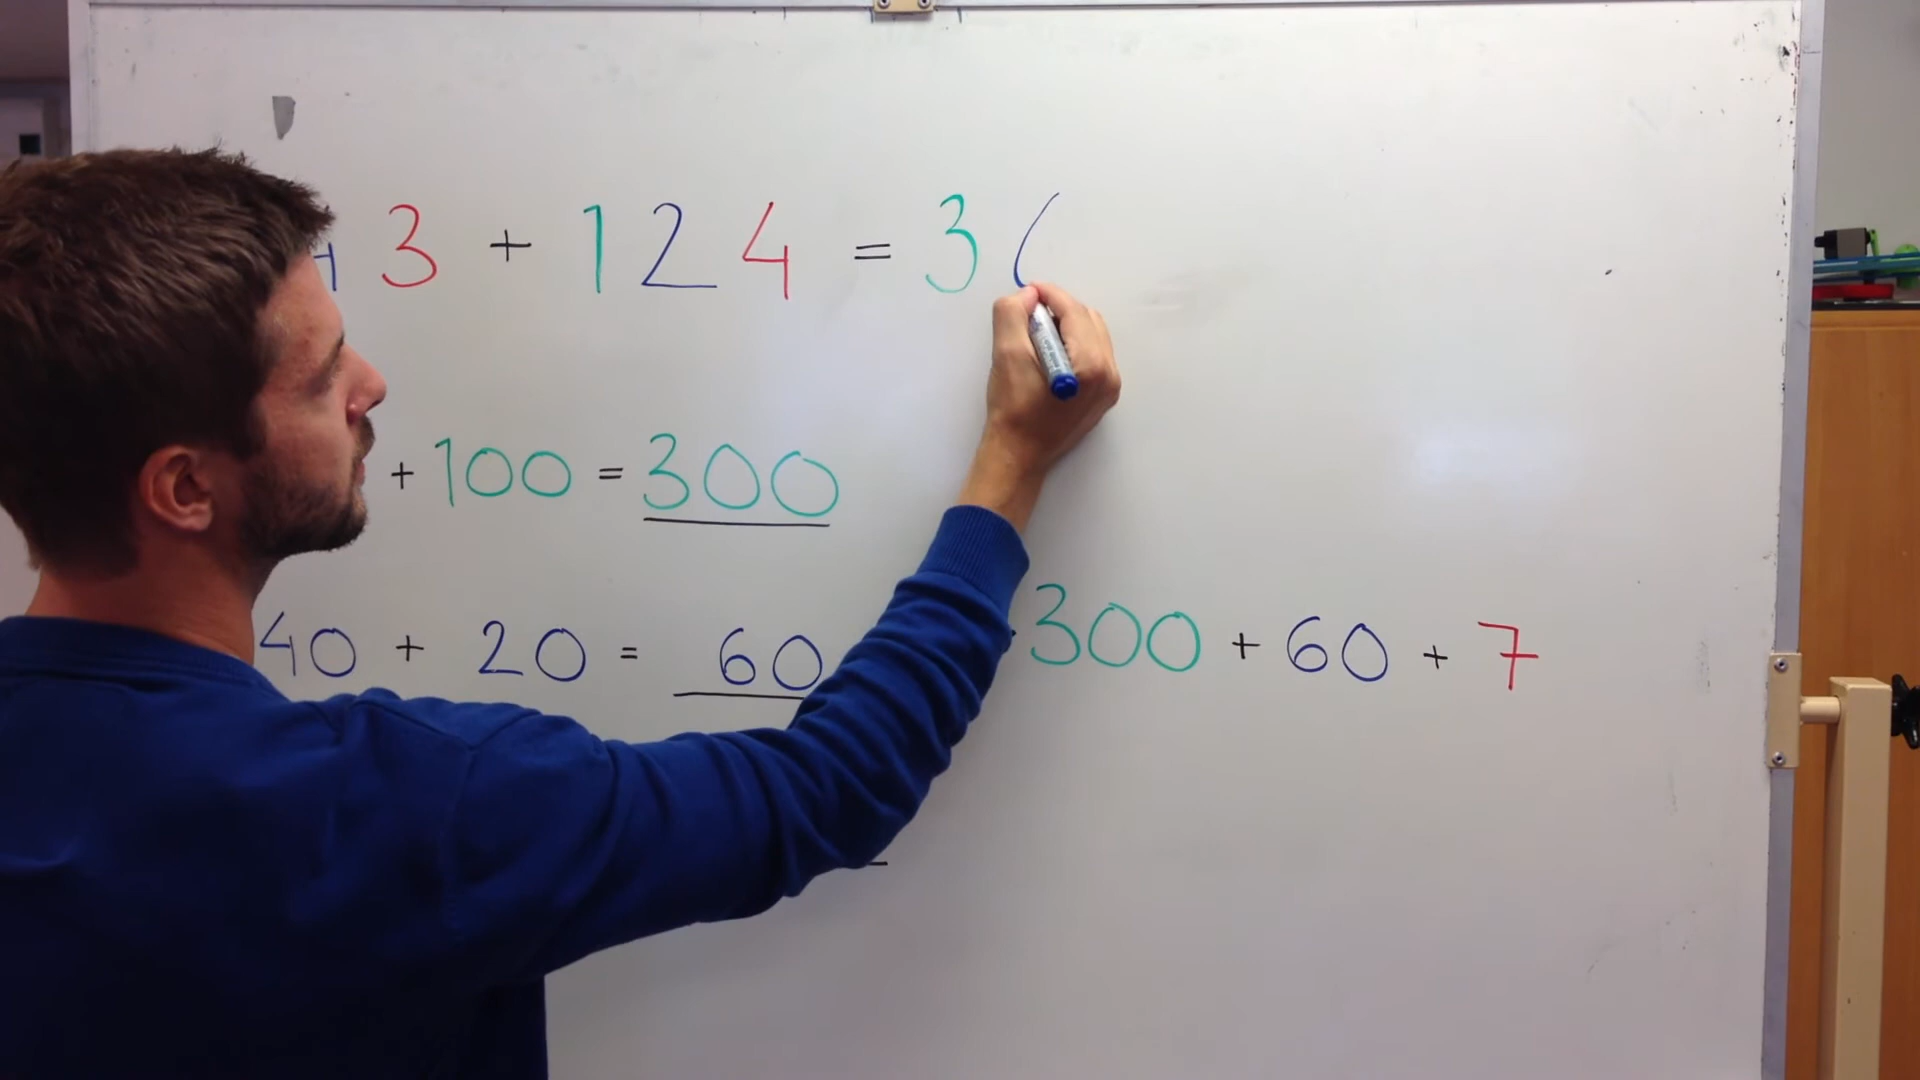 3 + 124 = 3
+ 100 = 300
40 + 20 = 60
300 + 60 + 7